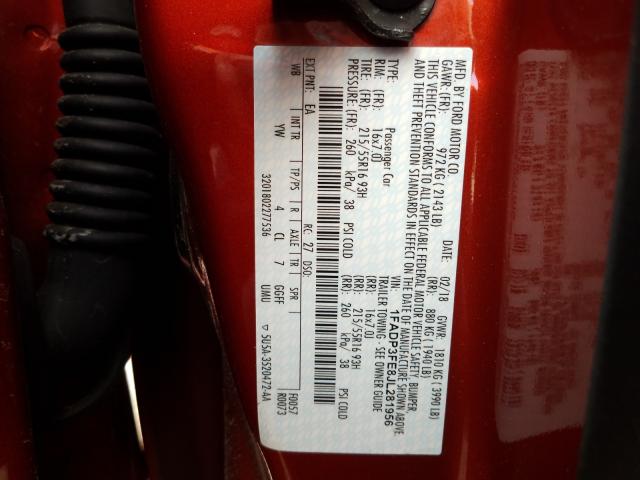 MFD BY FORD MOTOR CO.
DATE: 02/18 GVWR: 1810 KG ( 3990 LB)
GAWR: (FR): 972 KG ( 2143 LB) (RR): 880 KG ( 1940 LB)
THIS VEHICLE CONFORMS TO ALL APPLICABLE FEDERAL MOTOR VEHICLE SAFETY, BUMPER,
AND THEFT PREVENTION STANDARDS IN EFFECT ON THE DATE OF MANUFACTURE SHOWN ABOVE.
VIN: 1FADP3FE8JL281956
TYPE: Passenger Car TRAILER TOWING - SEE OWNER GUIDE
RIM: (FR): 16x7.0J (RR): 16x7.0J
TIRE: (FR): 215/55R16 93H (RR): 215/55R16 93H
PRESSURE: (FR): 260 kPa/ 38 PSI COLD (RR): 260 kPa/ 38 PSI COLD
EXT PNT: EA RC: 27 DSO: F0057
WB INT TR TP/PS R AXLE TR SPR R0073
YW 4 CL 7 GGFF UMU
3201802277536 ▽ 5U5A-3520472-AA